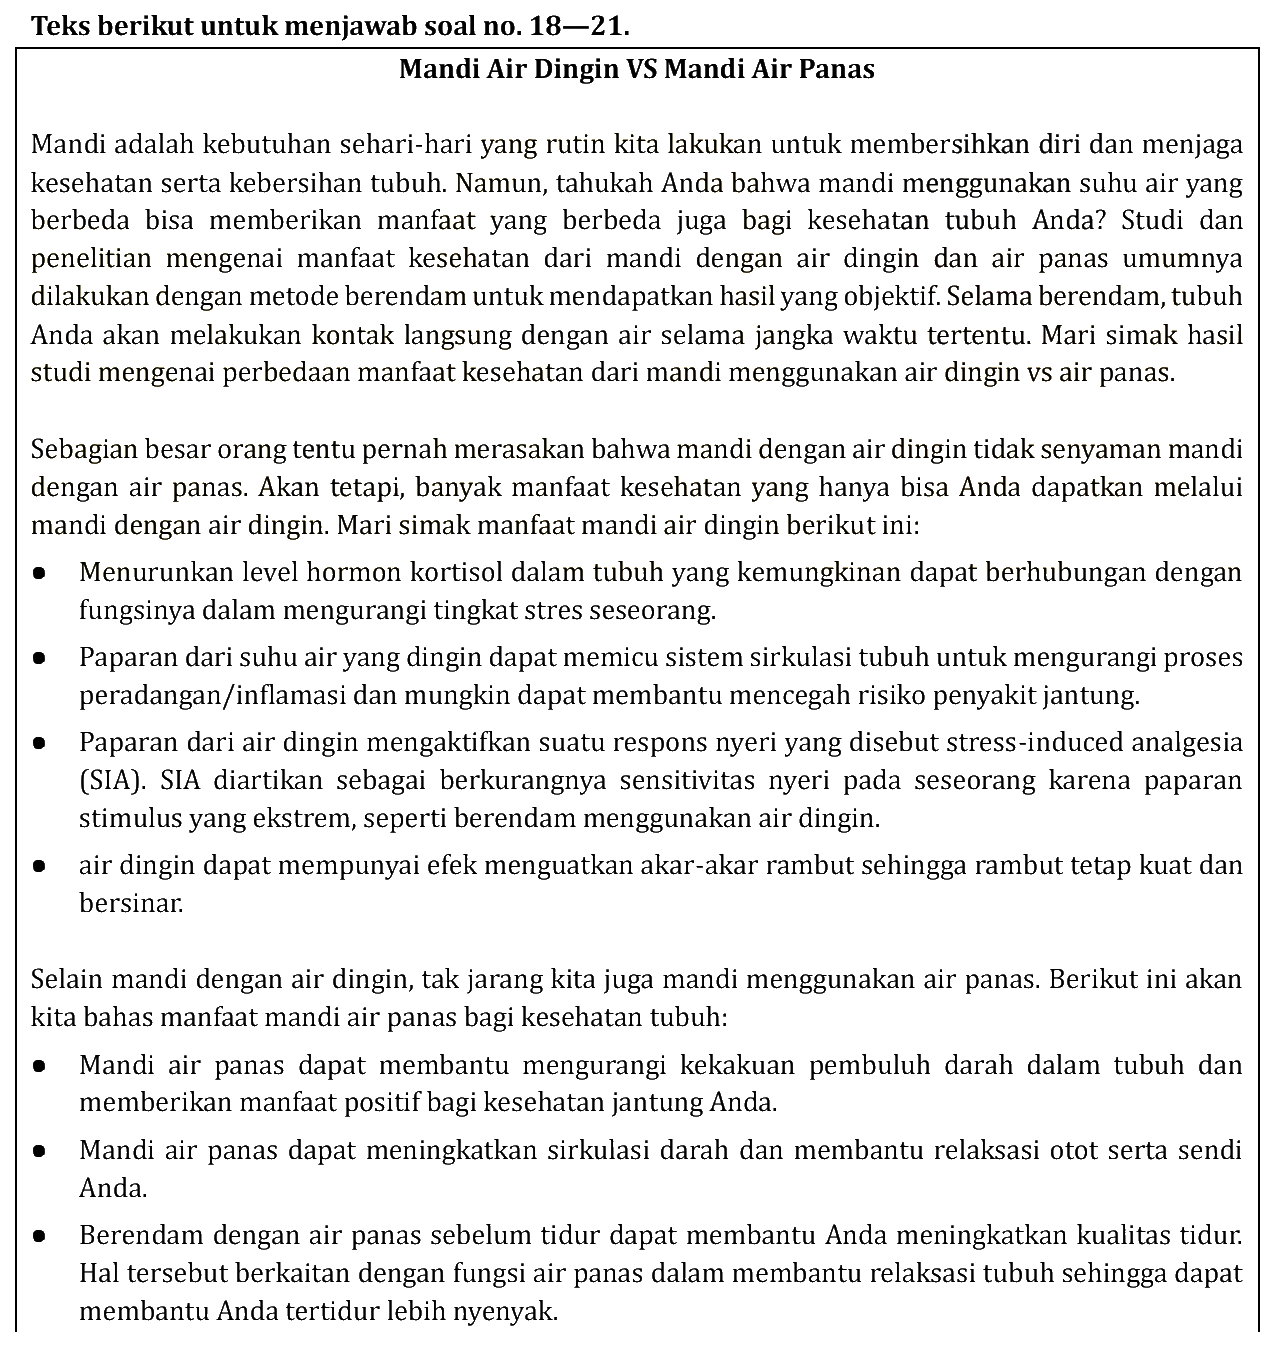 Teks berikut untuk menjawab soal no. 18—21.
Mandi Air Dingin VS Mandi Air Panas
Mandi adalah kebutuhan sehari-hari yang rutin kita lakukan untuk membersihkan diri dan menjaga
kesehatan serta kebersihan tubuh. Namun, tahukah Anda bahwa mandi menggunakan suhu air yang
berbeda bisa memberikan manfaat yang berbeda juga bagi kesehatan tubuh Anda? Studi dan
penelitian mengenai manfaat kesehatan dari mandi dengan air dingin dan air panas umumnya
dilakukan dengan metode berendam untuk mendapatkan hasil yang objektif. Selama berendam, tubuh
Anda akan melakukan kontak langsung dengan air selama jangka waktu tertentu. Mari simak hasil
studi mengenai perbedaan manfaat kesehatan dari mandi menggunakan air dingin vs air panas.
Sebagian besar orang tentu pernah merasakan bahwa mandi dengan air dingin tidak senyaman mandi
dengan air panas. Akan tetapi, banyak manfaat kesehatan yang hanya bisa Anda dapatkan melalui
mandi dengan air dingin. Mari simak manfaat mandi air dingin berikut ini:
• Menurunkan level hormon kortisol dalam tubuh yang kemungkinan dapat berhubungan dengan
fungsinya dalam mengurangi tingkat stres seseorang.
• Paparan dari suhu air yang dingin dapat memicu sistem sirkulasi tubuh untuk mengurangi proses
peradangan/inflamasi dan mungkin dapat membantu mencegah risiko penyakit jantung.
• Paparan dari air dingin mengaktifkan suatu respons nyeri yang disebut stress-induced analgesia
(SIA). SIA diartikan sebagai berkurangnya sensitivitas nyeri pada seseorang karena paparan
stimulus yang ekstrem, seperti berendam menggunakan air dingin.
• air dingin dapat mempunyai efek menguatkan akar-akar rambut sehingga rambut tetap kuat dan
bersinar.
Selain mandi dengan air dingin, tak jarang kita juga mandi menggunakan air panas. Berikut ini akan
kita bahas manfaat mandi air panas bagi kesehatan tubuh:
• Mandi air panas dapat membantu mengurangi kekakuan pembuluh darah dalam tubuh dan
memberikan manfaat positif bagi kesehatan jantung Anda.
• Mandi air panas dapat meningkatkan sirkulasi darah dan membantu relaksasi otot serta sendi
Anda.
• Berendam dengan air panas sebelum tidur dapat membantu Anda meningkatkan kualitas tidur.
Hal tersebut berkaitan dengan fungsi air panas dalam membantu relaksasi tubuh sehingga dapat
membantu Anda tertidur lebih nyenyak.